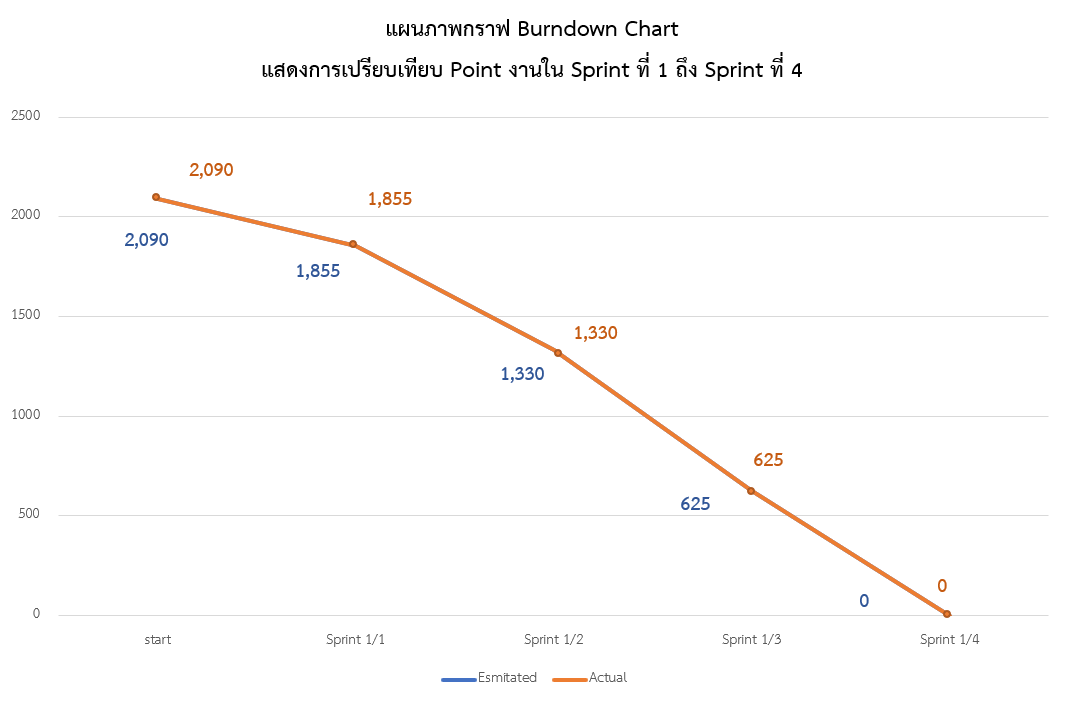 แผนภาพกราฟ Burndown Chart
แสดงการเปรียบเทียบ Point งานใน Sprint ที่ 1 ถึง Sprint ที่ 4
2500
2,090
1,855
2000
2,090
1,855
1500
1,330
1,330
1000
625
625
500
0
0
0
start
Sprint 1/1
Sprint 1/2
Sprint 1/3
Sprint 1/4
Esmitated
Actual